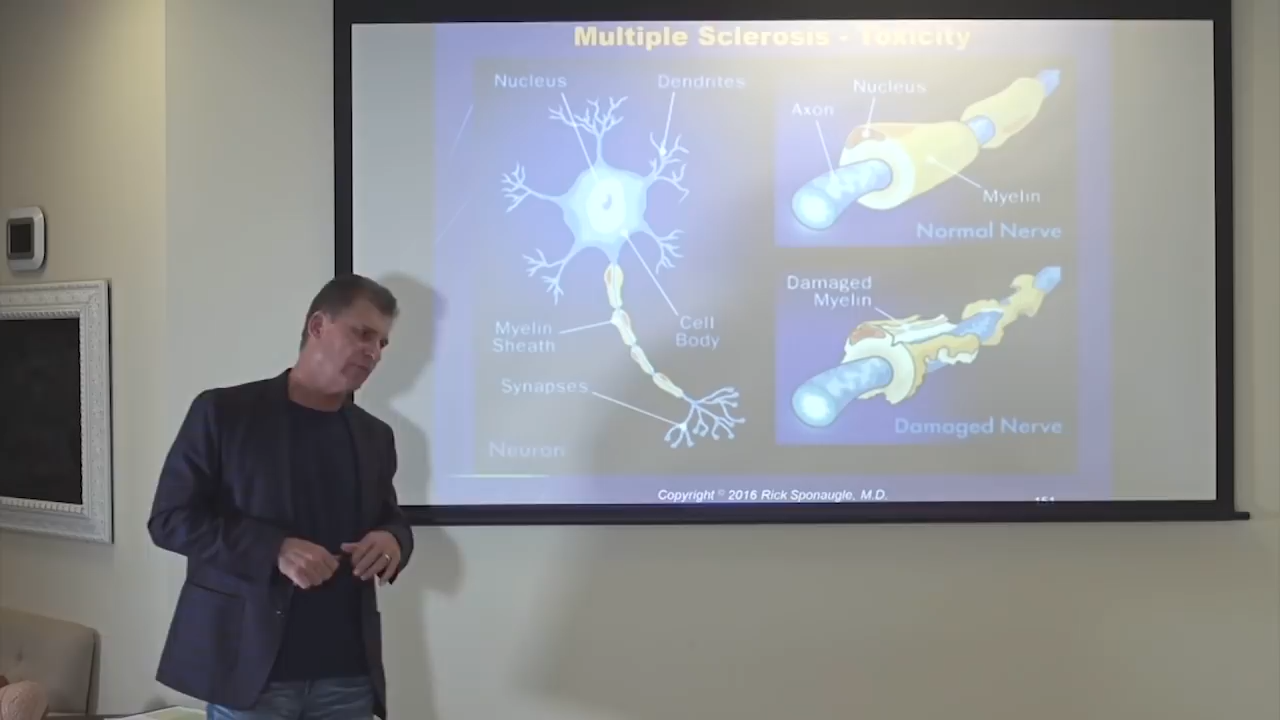 Multiple Sclerosis - Toxicity
Nucleus
Dendrites
Myelin
Sheath
Cell
Body
Synapses
Neuron
Nucleus
Axon
Myelin
Normal Nerve
Damaged
Myelin
Damaged Nerve
Copyright © 2016 Rick Sponaugle, M.D.
151